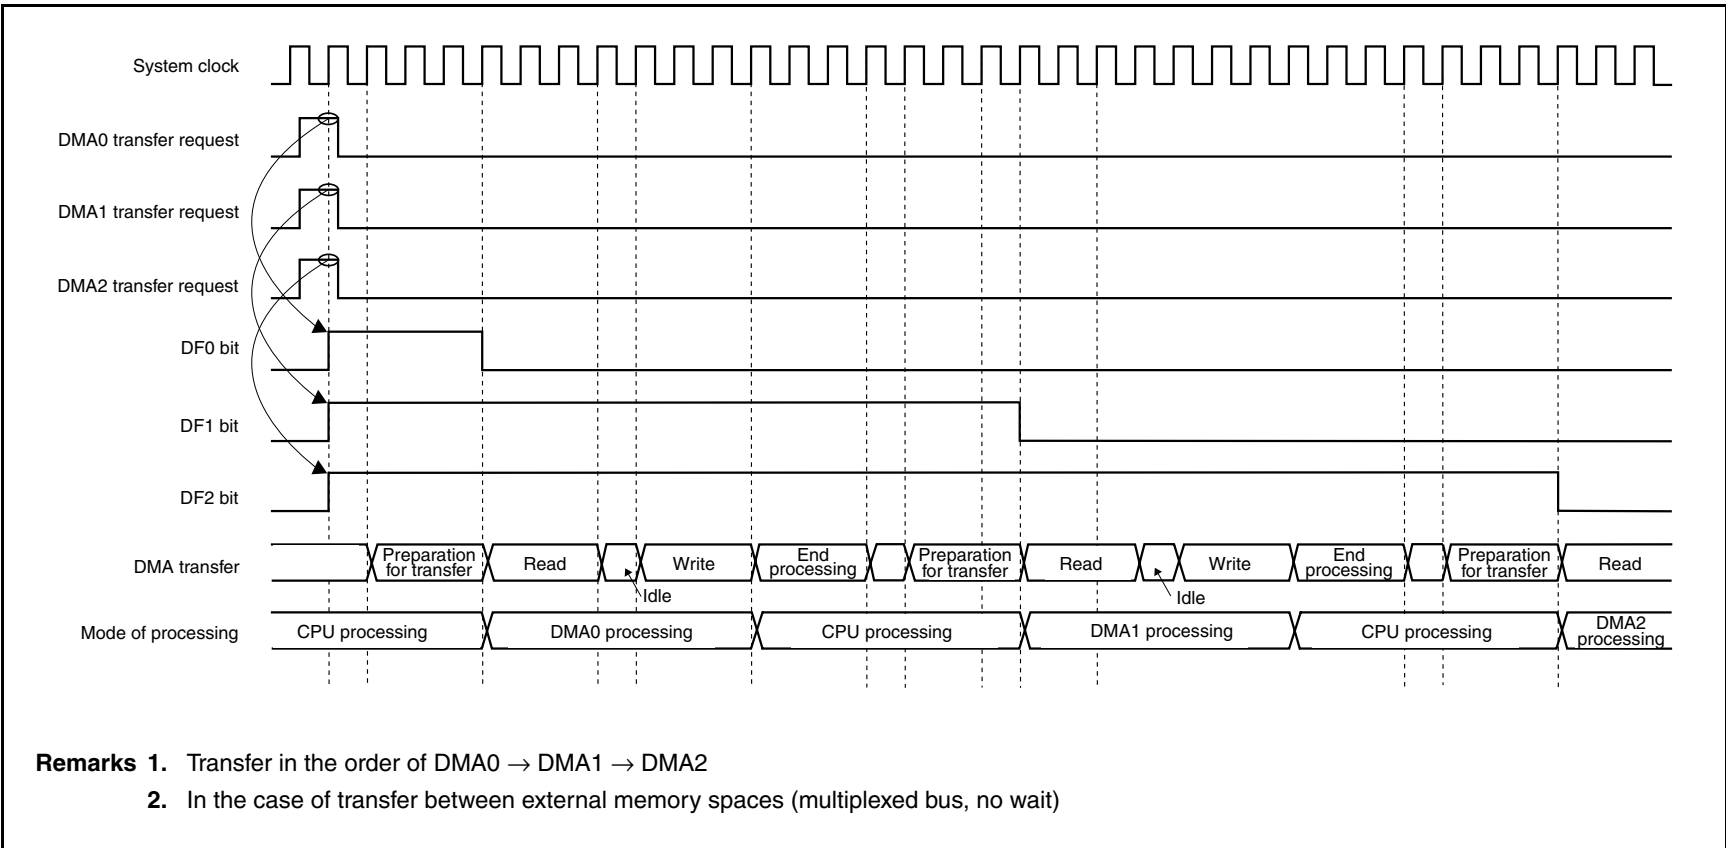 System clock
DMA0 transfer request
DMA1 transfer request
DMA2 transfer request
DF0 bit
DF1 bit
DF2 bit
DMA transfer
Preparation
for transfer
Read
Idle
Write
End
processing
Preparation
for transfer
Read
Idle
Write
End
processing
Preparation
for transfer
Read
Mode of processing
CPU processing
DMA0 processing
CPU processing
DMA1 processing
CPU processing
DMA2
processing
Remarks 1. Transfer in the order of DMA0 → DMA1 → DMA2
2. In the case of transfer between external memory spaces (multiplexed bus, no wait)